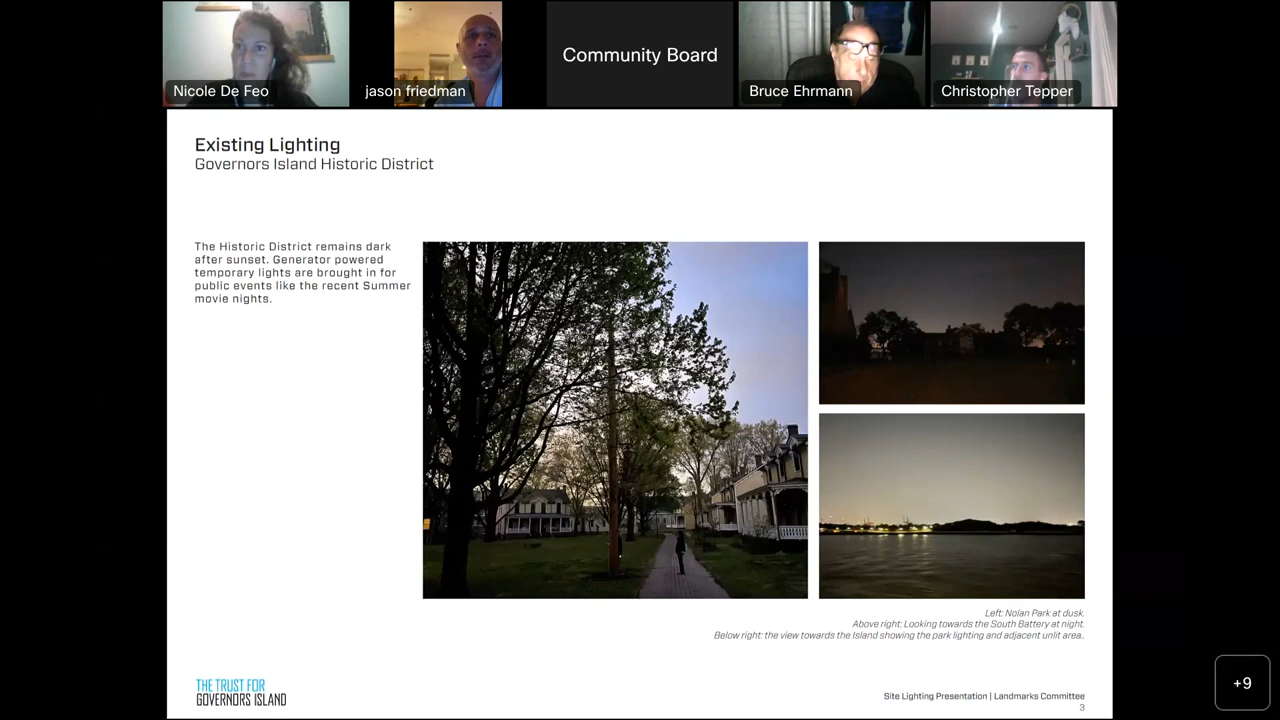 Nicole De Feo
jason friedman
Community Board
Bruce Ehrmann
Christopher Tepper
Existing Lighting
Governors Island Historic District
The Historic District remains dark
after sunset. Generator powered
temporary lights are brought in for
public events like the recent Summer
movie nights.
Left: Nolan Park at dusk.
Above right: Looking towards the South Battery at night.
Below right: the view towards the Island showing the park lighting and adjacent unlit area..
THE TRUST FOR
GOVERNORS ISLAND
Site Lighting Presentation | Landmarks Committee
3
+9